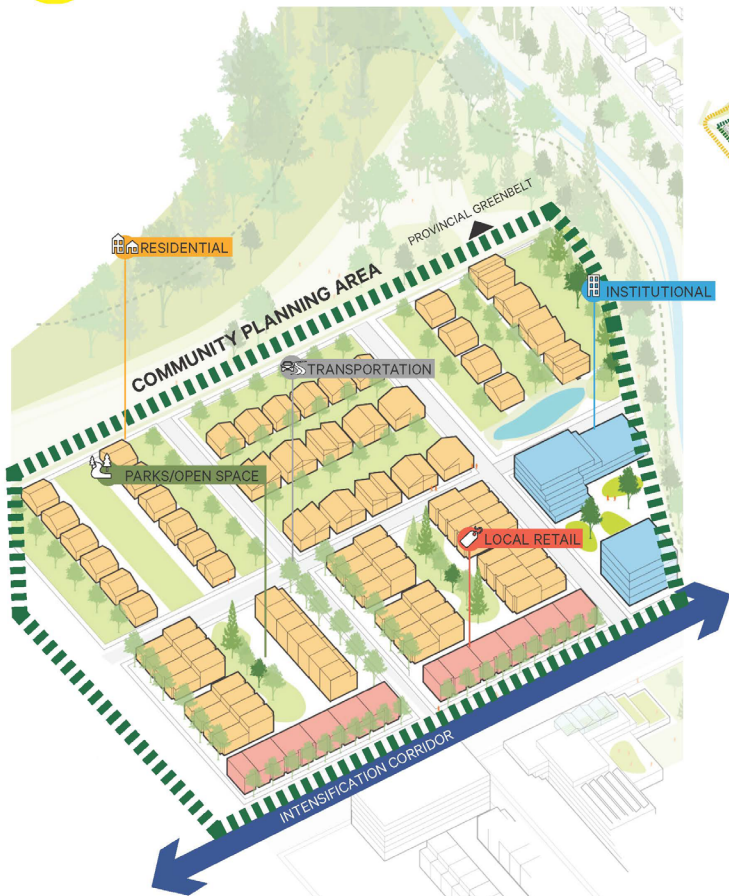 PROVINCIAL GREENBELT
RESIDENTIAL
COMMUNITY PLANNING AREA
INSTITUTIONAL
TRANSPORTATION
PARKS/OPEN SPACE
LOCAL RETAIL
INTENSIFICATION CORRIDOR